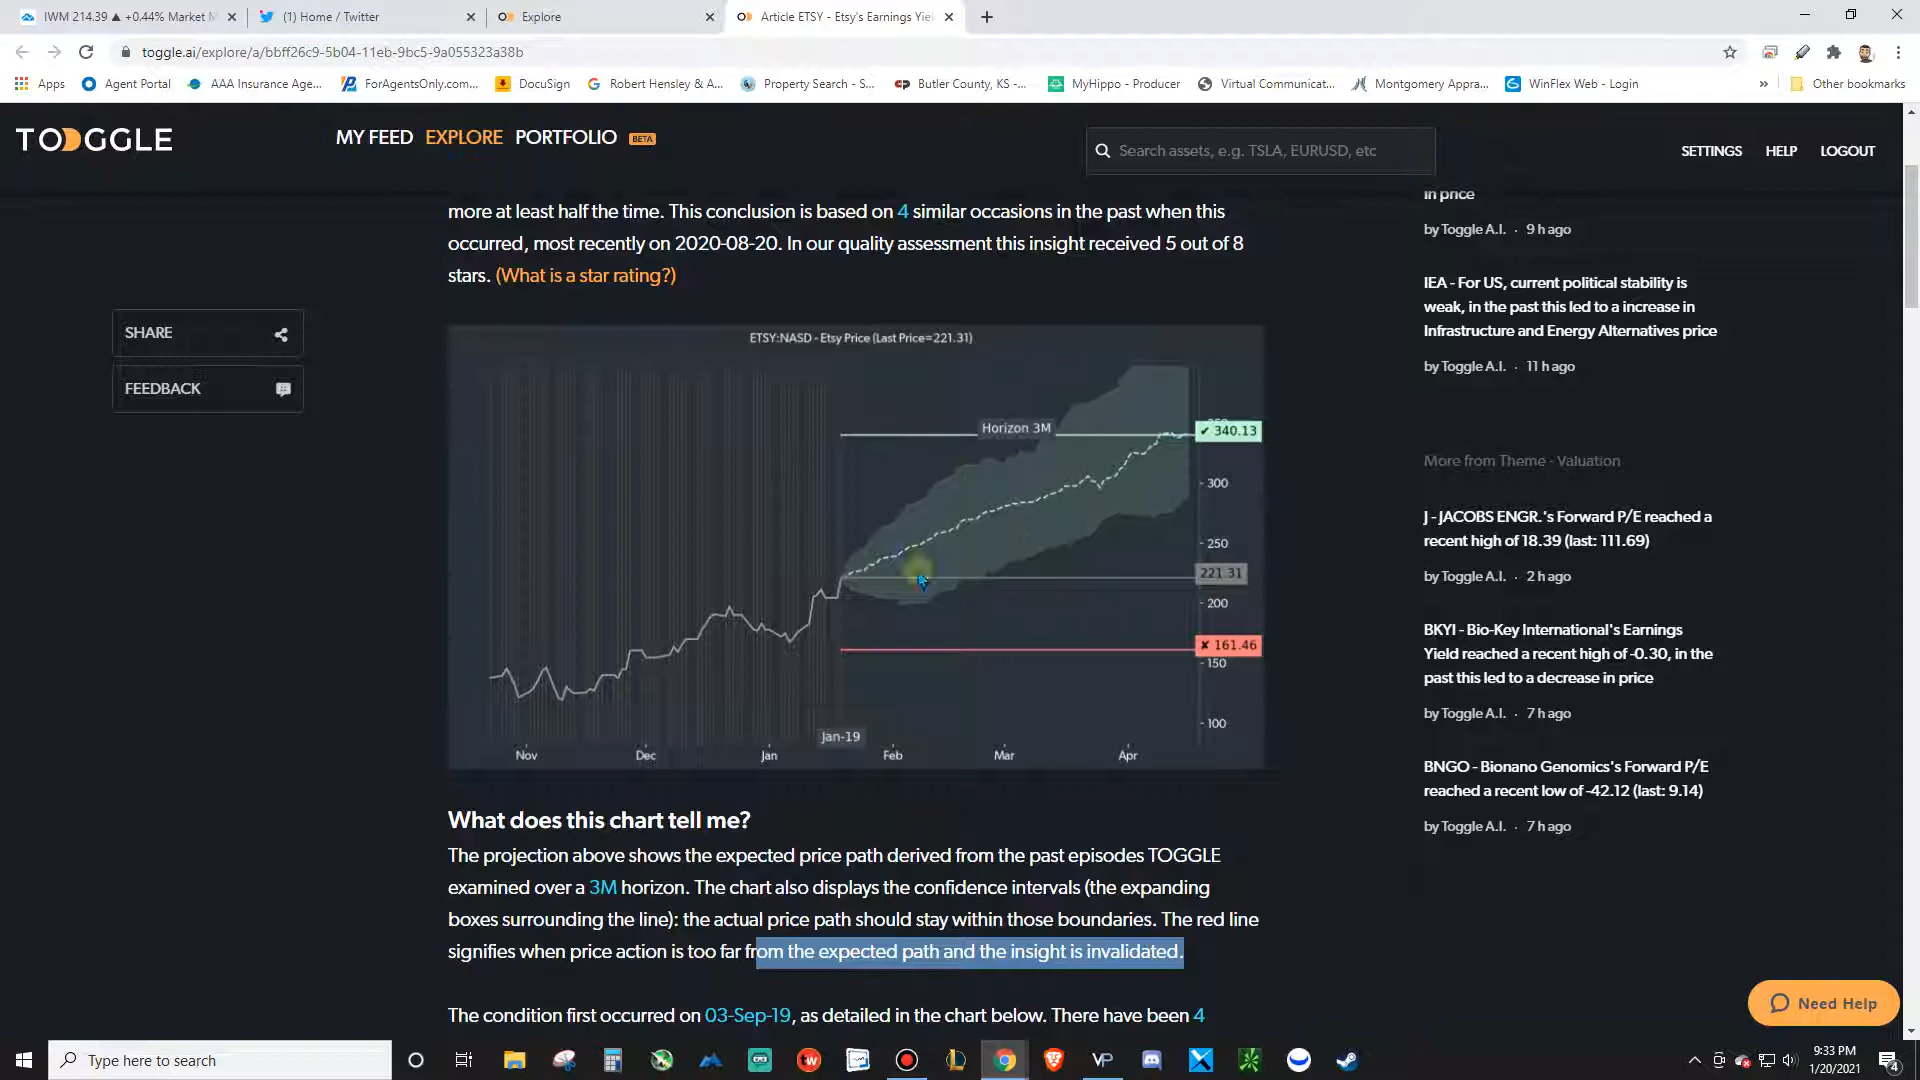 IWM 214.39 ▲ +0.44% Market M
(1) Home / Twitter
Explore
Article ETSY - Etsy's Earnings Yie
toggle.ai/explore/a/bbff26c9-5b04-11eb-9bc5-9a055323a38b
Apps
Agent Portal
AAA Insurance Age...
ForAgentsOnly.com...
DocuSign
Robert Hensley & A...
Property Search - S...
Butler County, KS -...
MyHippo - Producer
Virtual Communicat...
Montgomery Appra...
WinFlex Web - Login
»
Other bookmarks
TOGGLE
MY FEED EXPLORE PORTFOLIO BETA
Search assets, e.g. TSLA, EURUSD, etc
SETTINGS HELP LOGOUT
more at least half the time. This conclusion is based on 4 similar occasions in the past when this
occurred, most recently on 2020-08-20. In our quality assessment this insight received 5 out of 8
stars. (What is a star rating?)
SHARE
FEEDBACK
ETSY:NASD - Etsy Price (Last Price=221.31)
Horizon 3M
✔ 340.13
300
250
221.31
200
✘ 161.46
150
100
Jan-19
Nov Dec Jan Feb Mar Apr
What does this chart tell me?
The projection above shows the expected price path derived from the past episodes TOGGLE
examined over a 3M horizon. The chart also displays the confidence intervals (the expanding
boxes surrounding the line): the actual price path should stay within those boundaries. The red line
signifies when price action is too far from the expected path and the insight is invalidated.
The condition first occurred on 03-Sep-19, as detailed in the chart below. There have been 4
in price
by Toggle A.I. · 9 h ago
IEA - For US, current political stability is
weak, in the past this led to a increase in
Infrastructure and Energy Alternatives price
by Toggle A.I. · 11 h ago
More from Theme - Valuation
J - JACOBS ENGR.'s Forward P/E reached a
recent high of 18.39 (last: 111.69)
by Toggle A.I. · 2 h ago
BKYI - Bio-Key International's Earnings
Yield reached a recent high of -0.30, in the
past this led to a decrease in price
by Toggle A.I. · 7 h ago
BNGO - Bionano Genomics's Forward P/E
reached a recent low of -42.12 (last: 9.14)
by Toggle A.I. · 7 h ago
Need Help
Type here to search
tw
VP
9:33 PM
1/20/2021
4